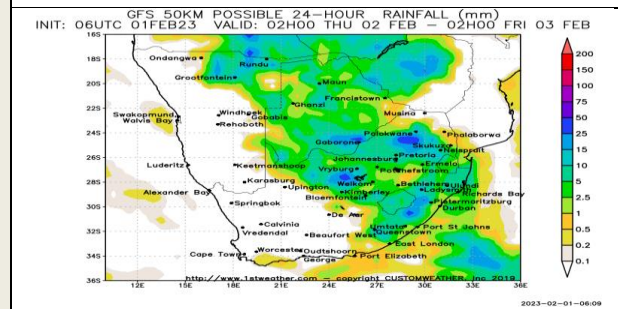 GFS 50KM POSSIBLE 24-HOUR RAINFALL (mm)
INIT: 06UTC 01FEB23 VALID: 02H00 THU 02 FEB - 02H00 FRI 03 FEB
16S
18S
20S
22S
24S
26S
28S
30S
32S
34S
36S
Ondangwa
Rundu
Grootfontein
Maun
Ghanzi
Francistown
Windhoek
Gobabis
Swakopmund
Walvis Bay
Rehoboth
Musina
Polokwane
Phalaborwa
Gaborone
Skukuza
Nelspruit
Pretoria
Johannesburg
Ermelo
Luderitz
Keetmanshoop
Vryburg
Potchefstroom
Karasburg
Upington
Welkom
Bethlehem
Ulundi
Kimberley
Ladysmith
Alexander Bay
Richards Bay
Bloemfontein
Springbok
Pietermaritzburg
Durban
De Aar
Calvinia
Umtata
Port St Johns
Vredendal
Beaufort West
Queenstown
East London
Worcester
Oudtshoorn
Cape Town
George
Port Elizabeth
http://www.1stweather.com - copyright CUSTOMWEATHER, inc 2019
12E 15E 18E 21E 24E 27E 30E 33E 36E
200
150
100
75
50
25
15
10
5
2.5
1
0.5
0.2
0.1
2023-02-01-06:09